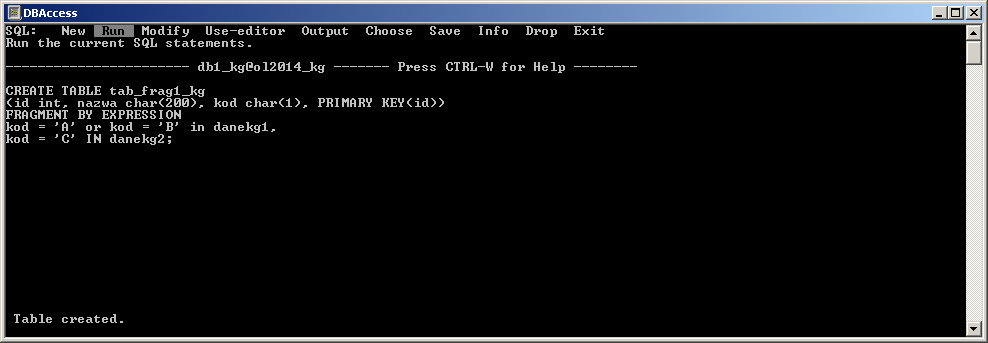 DBAccess
SQL:   New  Run  Modify  Use-editor  Output  Choose  Save  Info  Drop  Exit
Run the current SQL statements.
----------------------- db1_kg@ol2014_kg ------- Press CTRL-W for Help --------
CREATE TABLE tab_frag1_kg
(id int, nazwa char(200), kod char(1), PRIMARY KEY(id))
FRAGMENT BY EXPRESSION
kod = 'A' or kod = 'B' in danekg1,
kod = 'C' IN danekg2;
Table created.